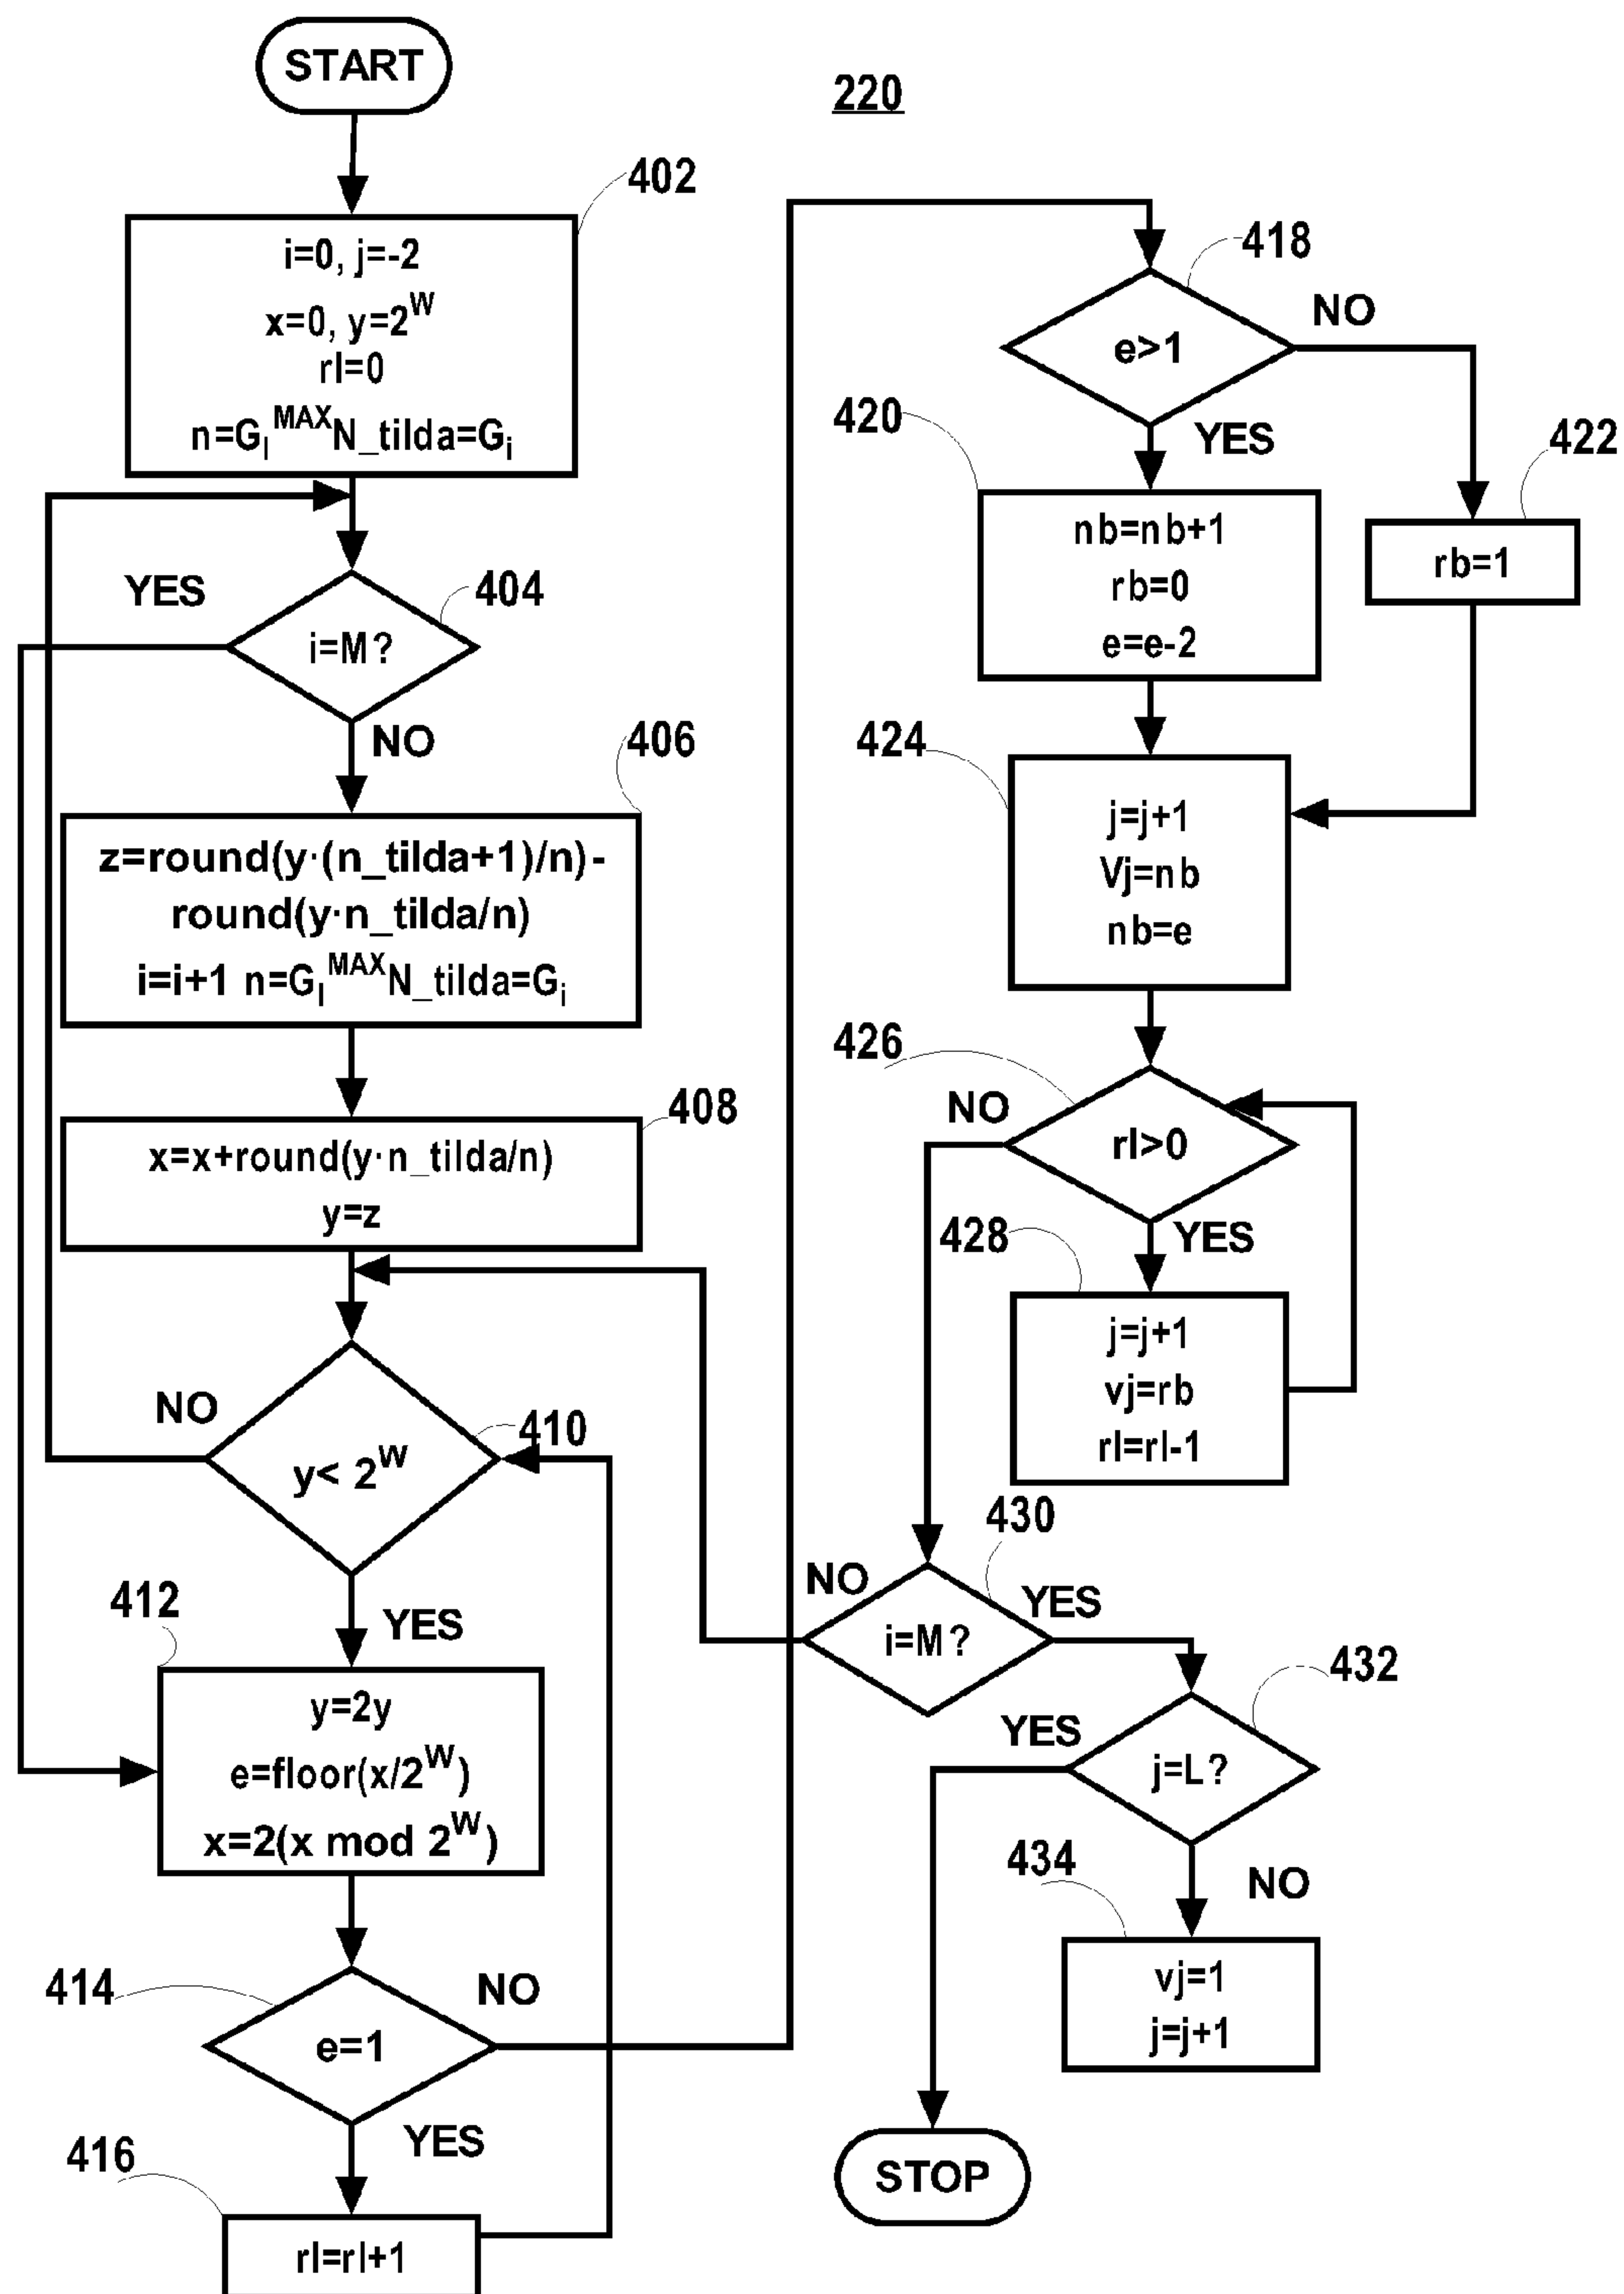 START
220
402
i=0, j=-2
x=0, y=2^W
rl=0
n=G_I^MAX N_tilda=G_i
YES
404
i=M?
NO
406
z=round(y·(n_tilda+1)/n)-
round(y·n_tilda/n)
i=i+1 n=G_I^MAX N_tilda=G_i
408
x=x+round(y·n_tilda/n)
y=z
NO
410
y< 2^W
412
YES
y=2y
e=floor(x/2^W)
x=2(x mod 2^W)
414
NO
e=1
YES
416
rl=rl+1
418
NO
e>1
420
YES
422
nb=nb+1
rb=0
e=e-2
rb=1
424
j=j+1
Vj=nb
nb=e
426
NO
rl>0
428
YES
j=j+1
vj=rb
rl=rl-1
430
NO
YES
i=M?
432
YES
j=L?
434
NO
vj=1
j=j+1
STOP